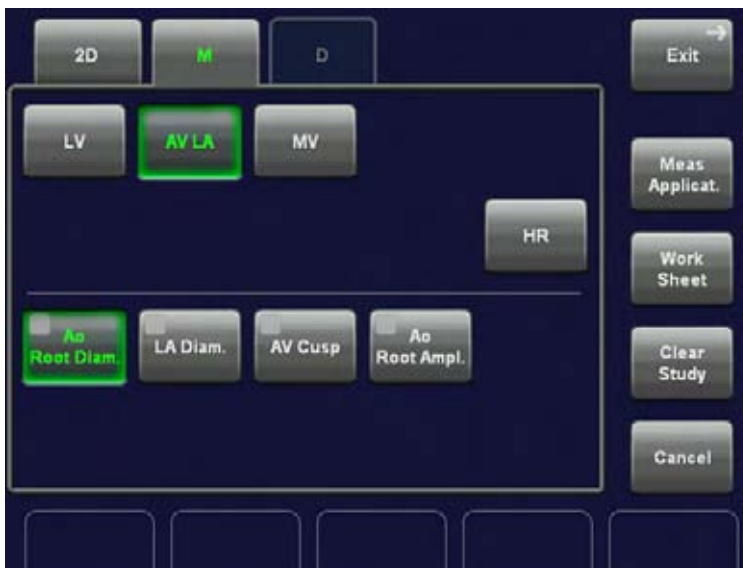 2D
M
D
Exit
LV
AV LA
MV
Meas
Applicat.
HR
Work
Sheet
Ao
Root Diam.
LA Diam.
AV Cusp
Ao
Root Ampl.
Clear
Study
Cancel